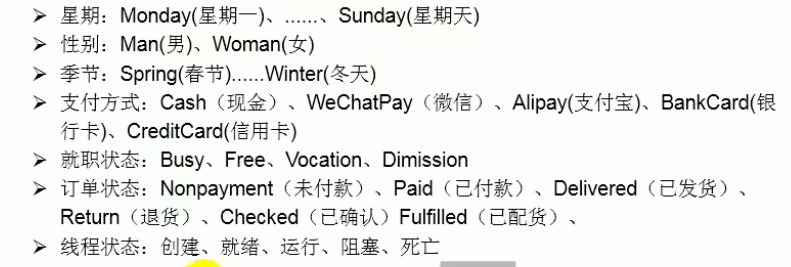 ➢ 星期：Monday(星期一)、......、Sunday(星期天)
➢ 性别：Man(男)、Woman(女)
➢ 季节：Spring(春节)......Winter(冬天)
➢ 支付方式：Cash（现金）、WeChatPay（微信）、Alipay(支付宝)、BankCard(银
行卡)、CreditCard(信用卡)
➢ 就职状态：Busy、Free、Vocation、Dimission
➢ 订单状态：Nonpayment（未付款）、Paid（已付款）、Delivered（已发货）、
Return（退货）、Checked（已确认）Fulfilled（已配货）、
➢ 线程状态：创建、就绪、运行、阻塞、死亡